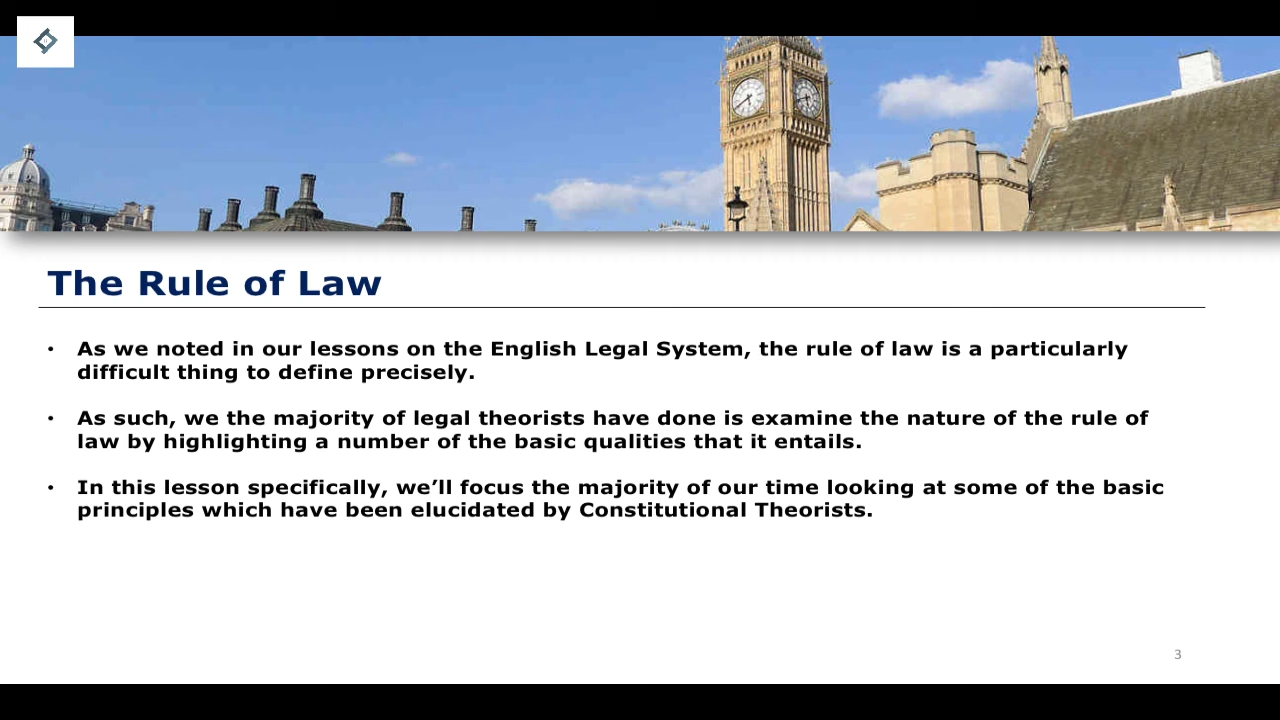 The Rule of Law
• As we noted in our lessons on the English Legal System, the rule of law is a particularly
difficult thing to define precisely.
• As such, we the majority of legal theorists have done is examine the nature of the rule of
law by highlighting a number of the basic qualities that it entails.
• In this lesson specifically, we’ll focus the majority of our time looking at some of the basic
principles which have been elucidated by Constitutional Theorists.
3